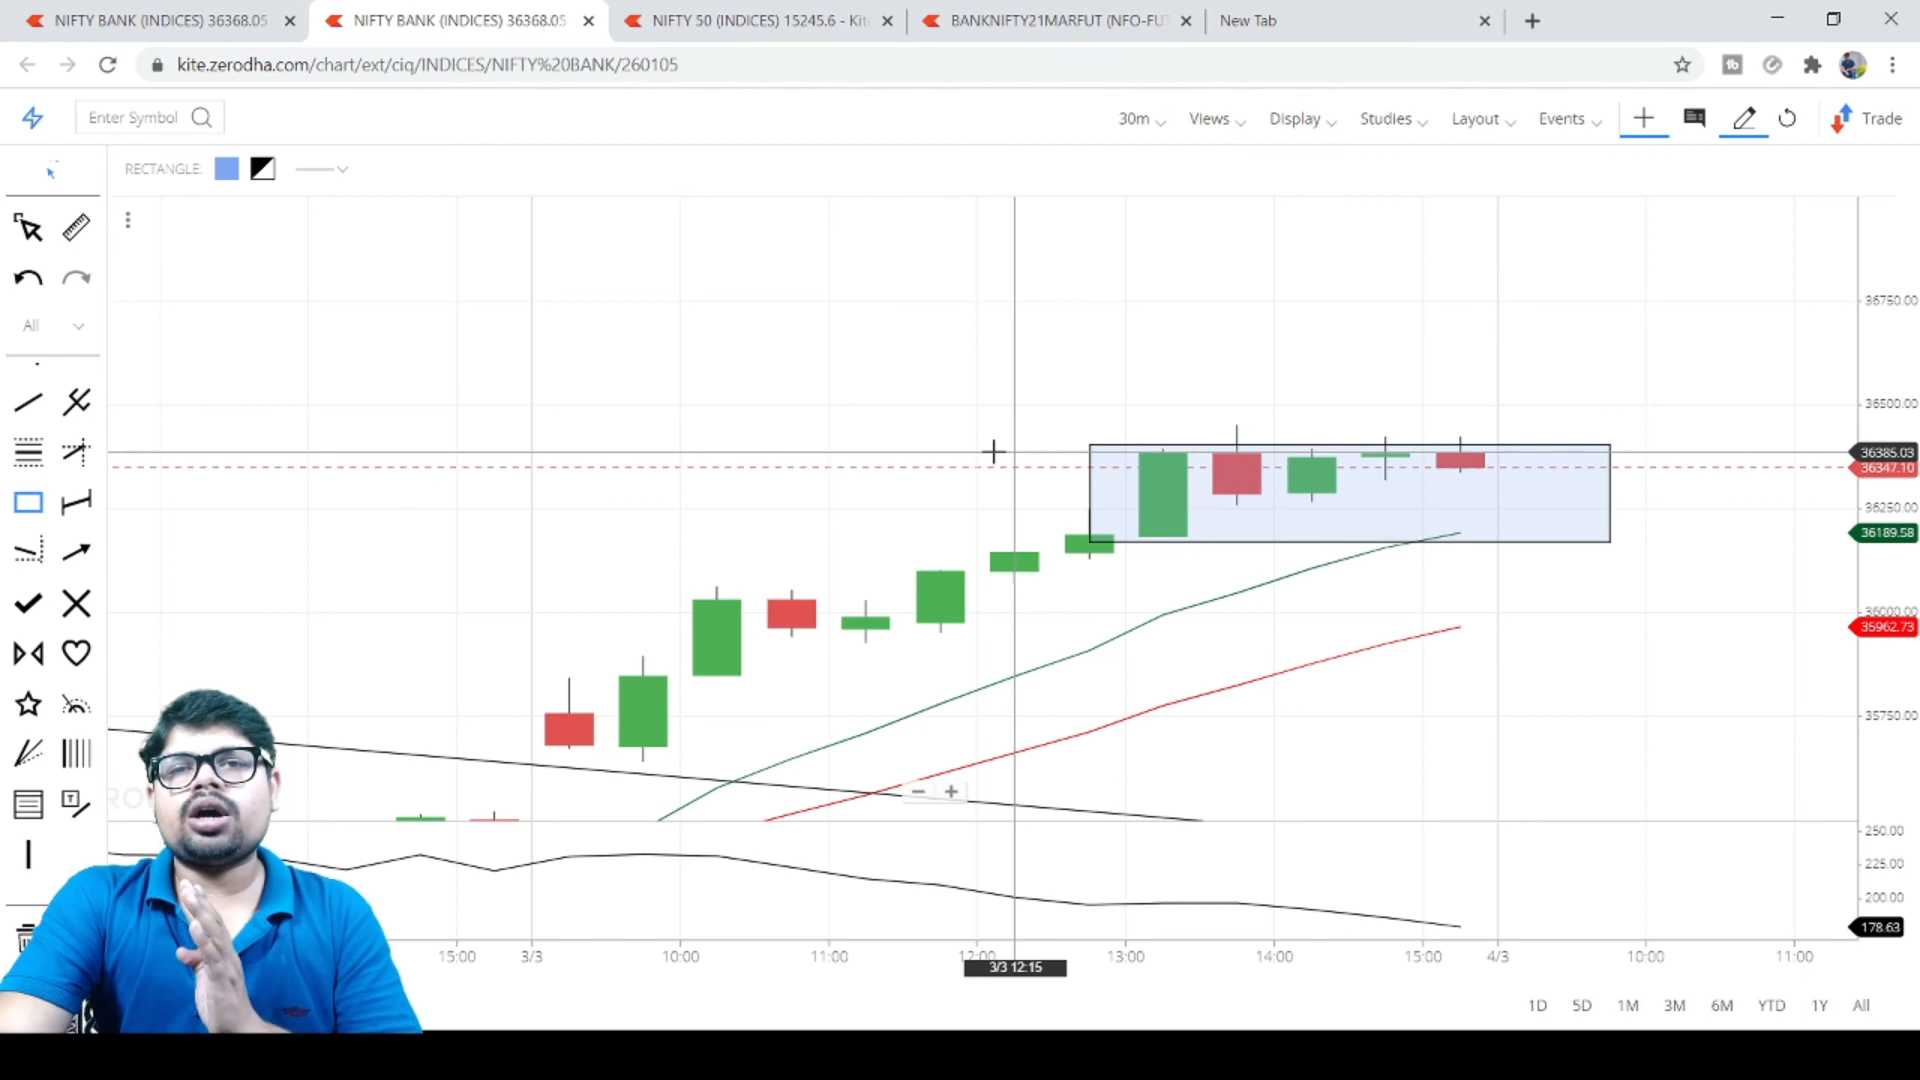 NIFTY BANK (INDICES) 36368.05
NIFTY BANK (INDICES) 36368.05
NIFTY 50 (INDICES) 15245.6 - Kite
BANKNIFTY21MARFUT (NFO-FUT
New Tab
kite.zerodha.com/chart/ext/ciq/INDICES/NIFTY%20BANK/260105
Enter Symbol
30m
Views
Display
Studies
Layout
Events
Trade
RECTANGLE:
All
36750.00
36500.00
36385.03
36347.10
36250.00
36189.58
36000.00
35962.73
35750.00
250.00
225.00
200.00
178.63
15:00 3/3 10:00 11:00 12:00 13:00 14:00 15:00 4/3 10:00 11:00
3/3 12:15
1D 5D 1M 3M 6M YTD 1Y All